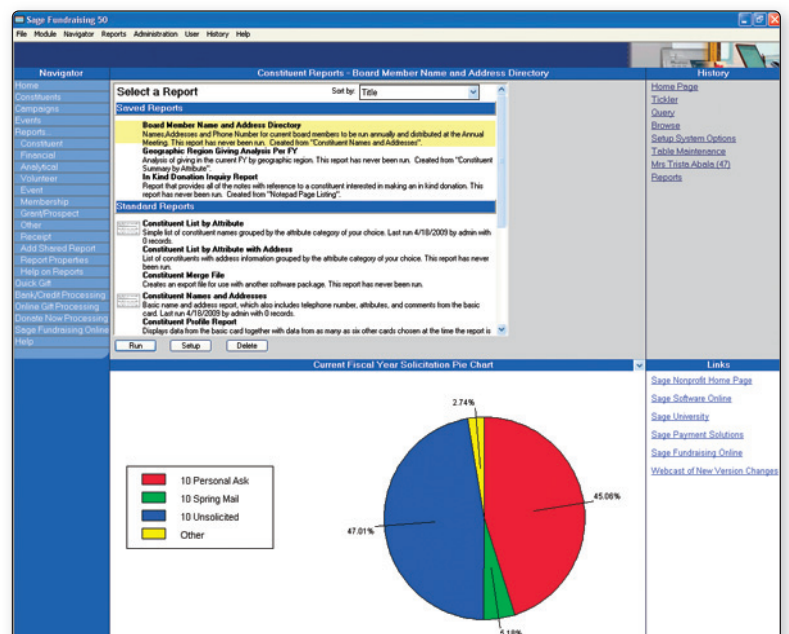 Sage Fundraising 50
File Module Navigator Reports Administration User History Help
Navigator
Home
Constituents
Campaigns
Events
Reports...
Constituent
Financial
Analytical
Volunteer
Event
Membership
Grant/Prospect
Other
Receipt
Add Shared Report
Report Properties
Help on Reports
Quick Gift
Bank/Credit Processing
Online Gift Processing
Donate Now Processing
Sage Fundraising Online
Help
Constituent Reports - Board Member Name and Address Directory
Select a Report
Sort by: Title
Saved Reports
Board Member Name and Address Directory
Names,Addresses and Phone Number for current board members to be run annually and distributed at the Annual
Meeting. This report has never been run. Created from "Constituent Names and Addresses".
Geographic Region Giving Analysis Per FY
Analysis of giving in the current FY by geographic region. This report has never been run. Created from "Constituent
Summary by Attribute".
In Kind Donation Inquiry Report
Report that provides all of the notes with reference to a constituent interested in making an in kind donation. This
report has never been run. Created from "Notepad Page Listing".
Standard Reports
Constituent List by Attribute
Simple list of constituent names grouped by the attribute category of your choice. Last run 4/18/2009 by admin with
0 records.
Constituent List by Attribute with Address
List of constituents with address information grouped by the attribute category of your choice. This report has never
been run.
Constituent Merge File
Creates an export file for use with another software package. This report has never been run.
Constituent Names and Addresses
Basic name and address report, which also includes telephone number, attributes, and comments from the basic
card. Last run 4/18/2009 by admin with 0 records.
Constituent Profile Report
Displays data from the basic card together with data from as many as six other cards chosen at the time the report is
Run Setup Delete
History
Home Page
Tickler
Query
Browse
Setup System Options
Table Maintenance
Mrs Trista Abala (47)
Reports
Current Fiscal Year Solicitation Pie Chart
10 Personal Ask
10 Spring Mail
10 Unsolicited
Other
2.74%
45.06%
47.01%
5.18%
Links
Sage Nonprofit Home Page
Sage Software Online
Sage University
Sage Payment Solutions
Sage Fundraising Online
Webcast of New Version Changes